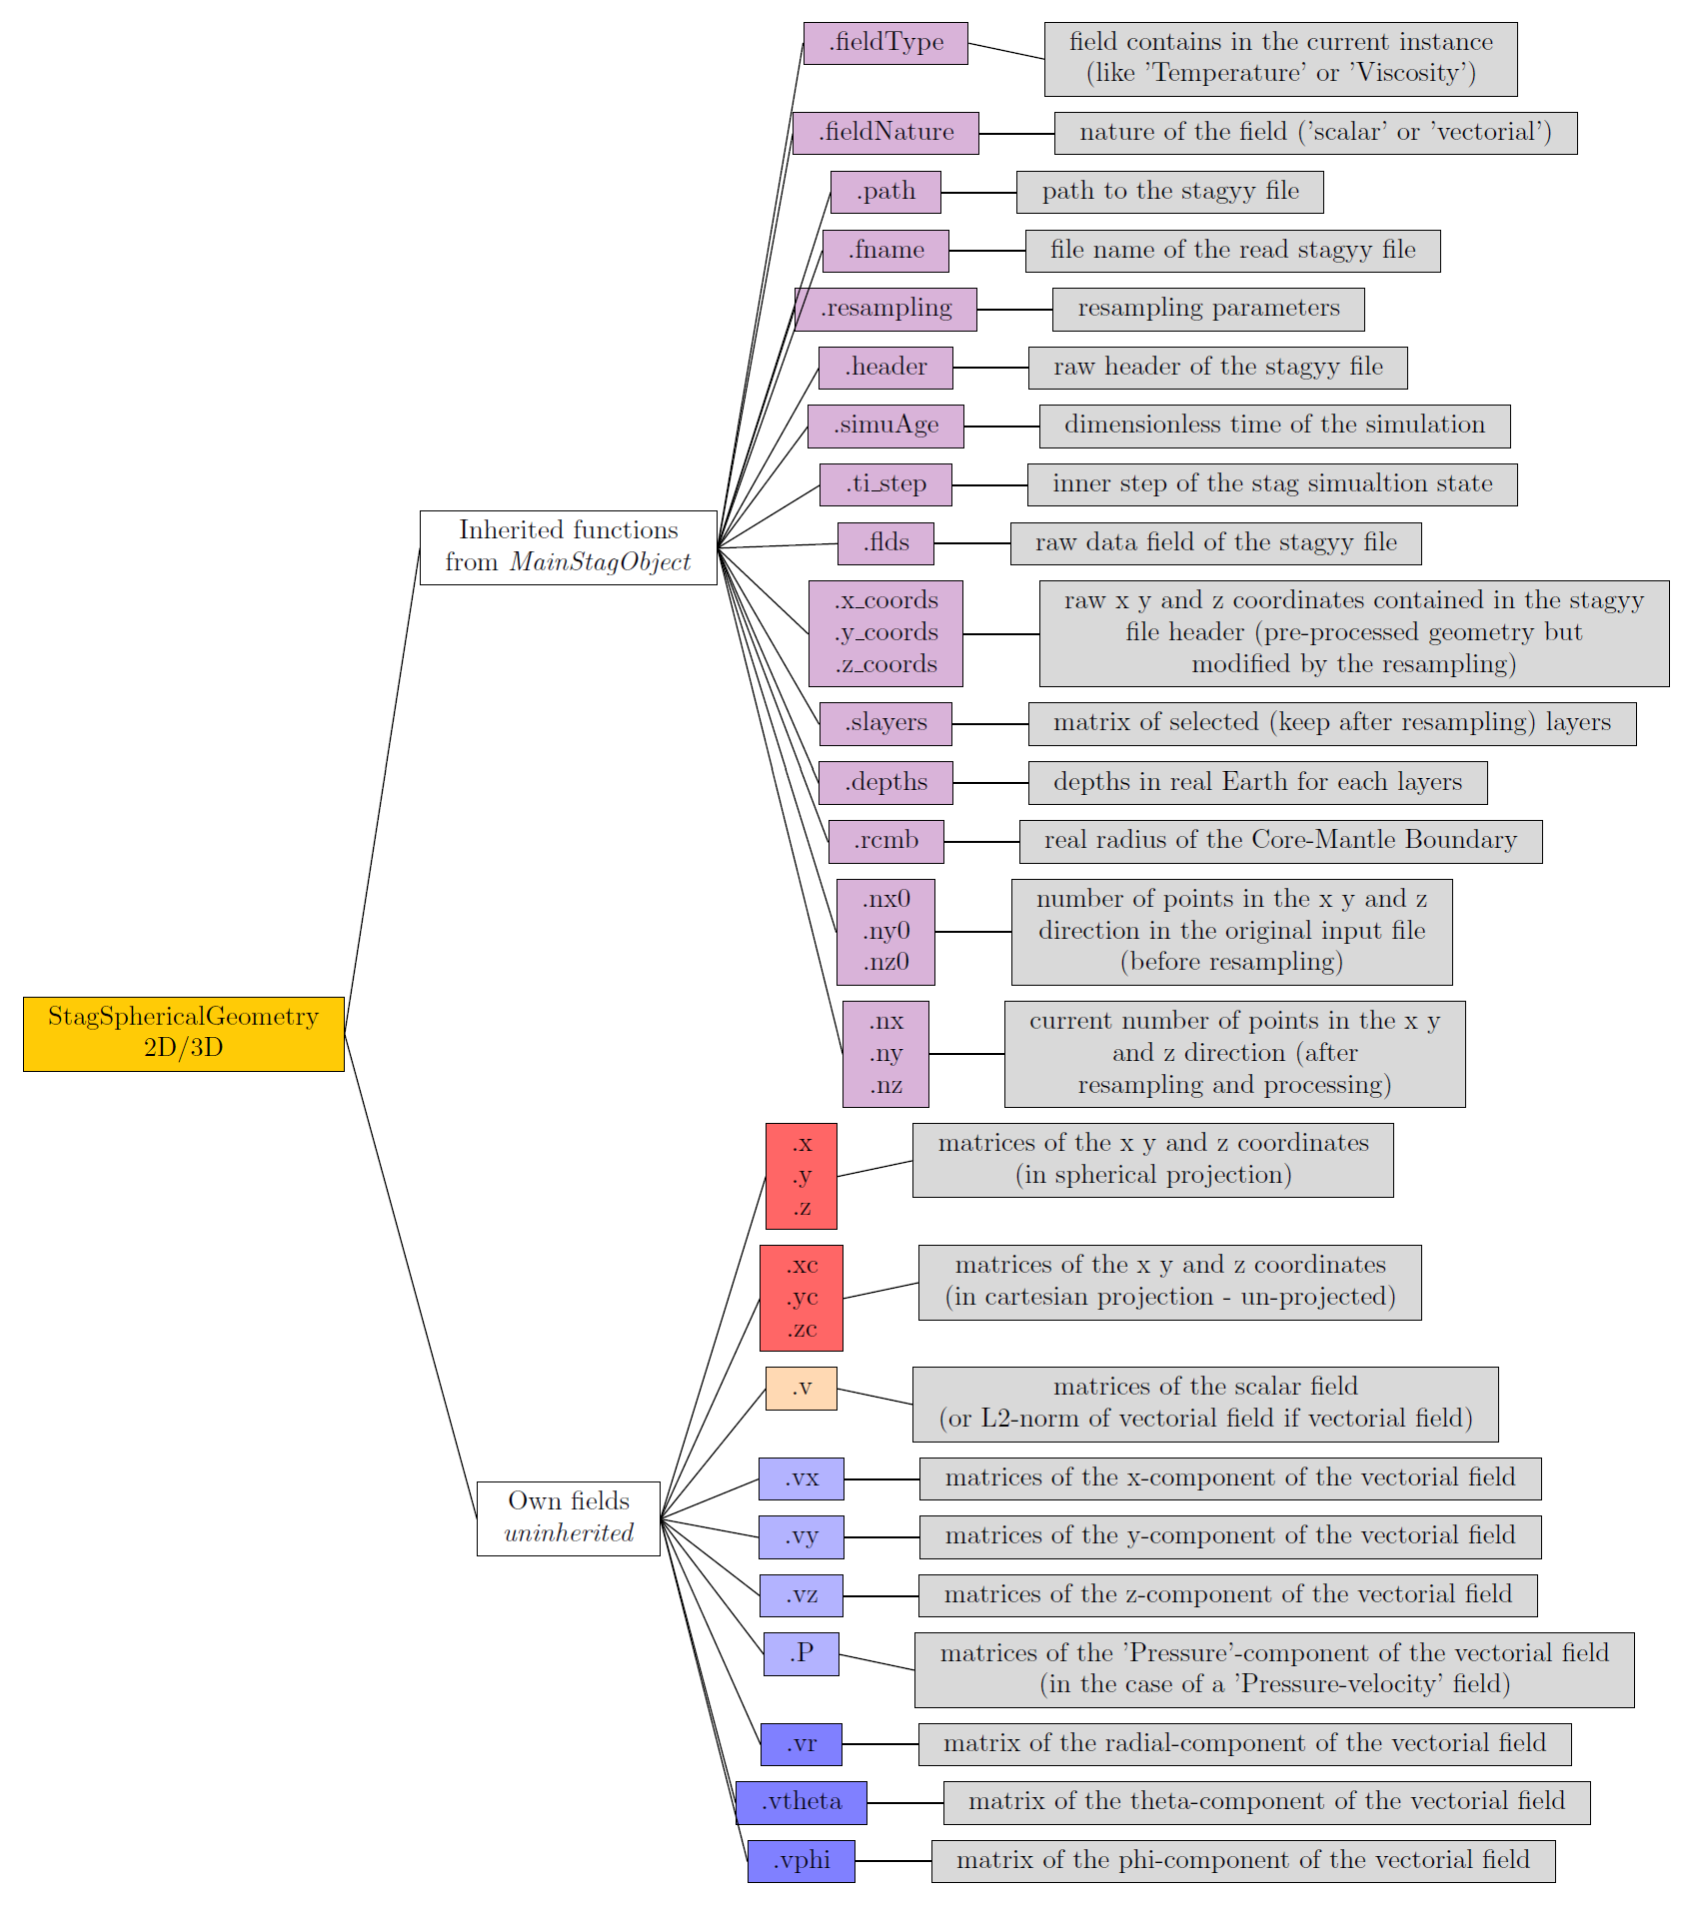 .fieldType
field contains in the current instance
(like 'Temperature' or 'Viscosity')
.fieldNature
nature of the field ('scalar' or 'vectorial')
.path
path to the stagyy file
.fname
file name of the read stagyy file
.resampling
resampling parameters
.header
raw header of the stagyy file
.simuAge
dimensionless time of the simulation
.ti_step
inner step of the stag simualtion state
Inherited functions
from MainStagObject
.flds
raw data field of the stagyy file
.x_coords
.y_coords
.z_coords
raw x y and z coordinates contained in the stagyy
file header (pre-processed geometry but
modified by the resampling)
.slayers
matrix of selected (keep after resampling) layers
.depths
depths in real Earth for each layers
.rcmb
real radius of the Core-Mantle Boundary
.nx0
.ny0
.nz0
number of points in the x y and z
direction in the original input file
(before resampling)
StagSphericalGeometry
2D/3D
.nx
.ny
.nz
current number of points in the x y
and z direction (after
resampling and processing)
.x
.y
.z
matrices of the x y and z coordinates
(in spherical projection)
.xc
.yc
.zc
matrices of the x y and z coordinates
(in cartesian projection - un-projected)
.v
matrices of the scalar field
(or L2-norm of vectorial field if vectorial field)
.vx
matrices of the x-component of the vectorial field
Own fields
uninherited
.vy
matrices of the y-component of the vectorial field
.vz
matrices of the z-component of the vectorial field
.P
matrices of the 'Pressure'-component of the vectorial field
(in the case of a 'Pressure-velocity' field)
.vr
matrix of the radial-component of the vectorial field
.vtheta
matrix of the theta-component of the vectorial field
.vphi
matrix of the phi-component of the vectorial field